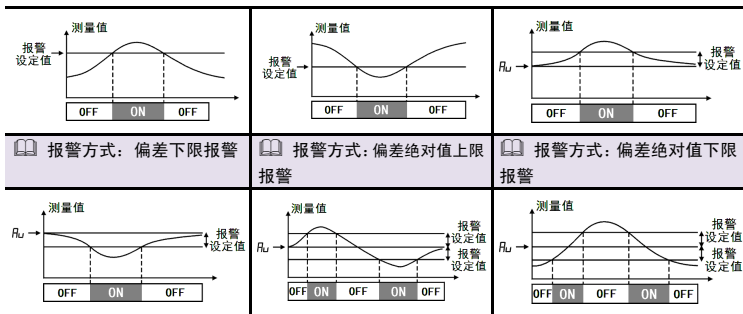 测量值
报警
设定值
OFF ON OFF
测量值
报警
设定值
OFF ON OFF
测量值
Au
报警
设定值
OFF ON OFF
报警方式：偏差下限报警
报警方式：偏差绝对值上限
报警
报警方式：偏差绝对值下限
报警
测量值
Au
报警
设定值
OFF ON OFF
测量值
Au
报警
设定值
报警
设定值
OFF ON OFF ON OFF
测量值
Au
报警
设定值
报警
设定值
OFF ON OFF ON OFF